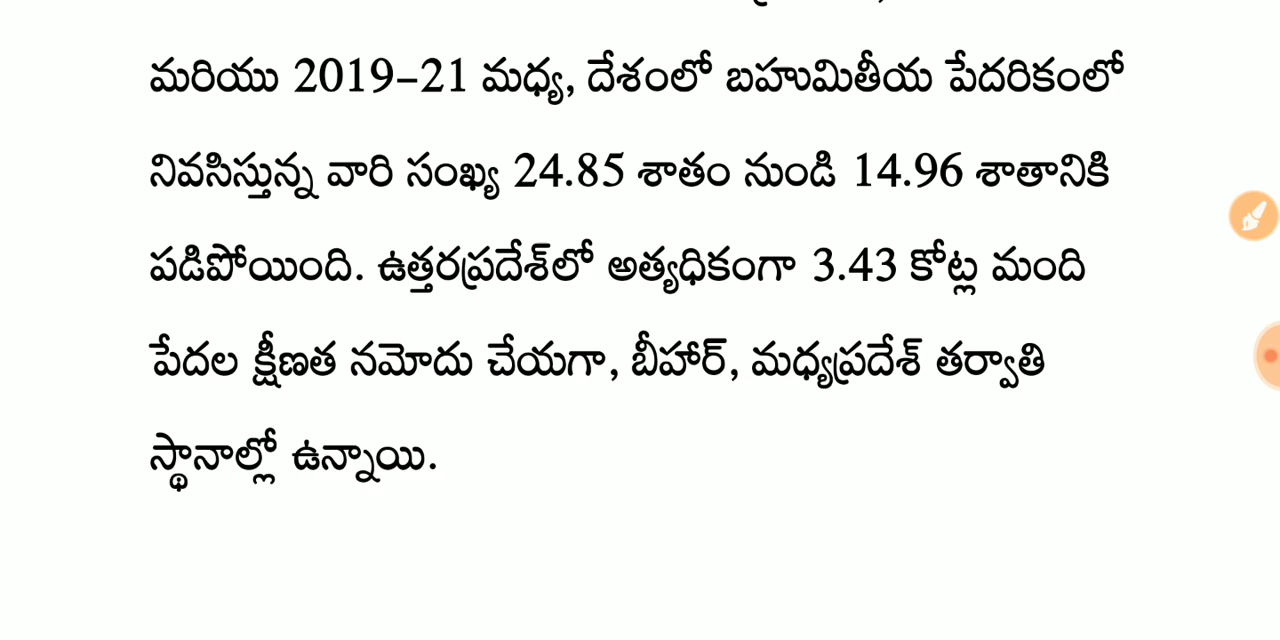 మరియు 2019–21 మధ్య, దేశంలో బహుమితీయ పేదరికంలో
నివసిస్తున్న వారి సంఖ్య 24.85 శాతం నుండి 14.96 శాతానికి
పడిపోయింది. ఉత్తరప్రదేశ్‌లో అత్యధికంగా 3.43 కోట్ల మంది
పేదల క్షీణత నమోదు చేయగా, బీహార్, మధ్యప్రదేశ్ తర్వాతి
స్థానాల్లో ఉన్నాయి.